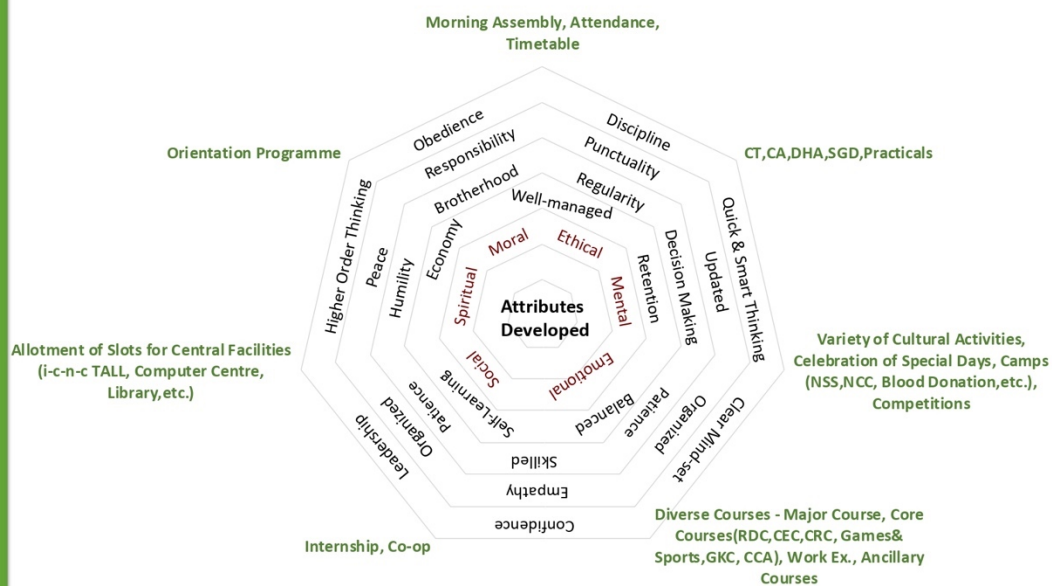 Morning Assembly, Attendance,
Timetable
Orientation Programme
CT,CA,DHA,SGD,Practicals
Obedience
Discipline
Responsibility
Punctuality
Brotherhood
Regularity
Well-managed
Higher Order Thinking
Peace
Humility
Economy
Moral
Ethical
Spiritual
Mental
Retention
Decision Making
Updated
Quick & Smart Thinking
Attributes
Developed
Allotment of Slots for Central Facilities
(i-c-n-c TALL, Computer Centre,
Library,etc.)
Variety of Cultural Activities,
Celebration of Special Days, Camps
(NSS,NCC, Blood Donation,etc.),
Competitions
Social
Emotional
Self-Learning
Patience
Organized
Leadership
Balanced
Patience
Organized
Clear Mind-set
Skilled
Empathy
Confidence
Internship, Co-op
Diverse Courses - Major Course, Core
Courses(RDC,CEC,CRC, Games&
Sports,GKC, CCA), Work Ex., Ancillary
Courses